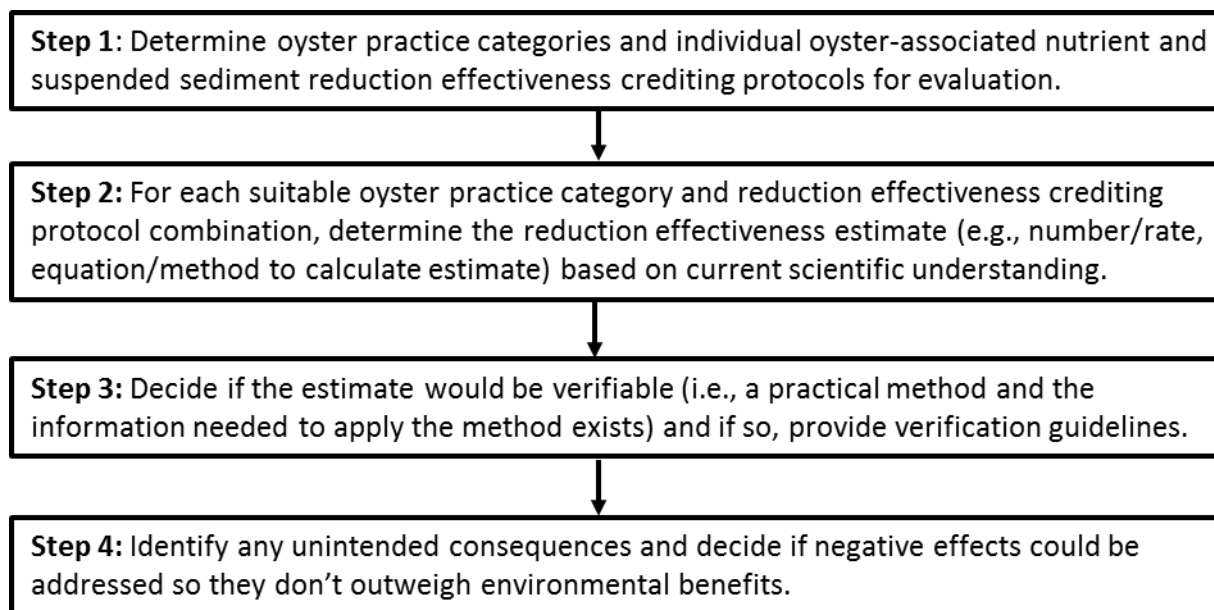 Step 1: Determine oyster practice categories and individual oyster-associated nutrient and
suspended sediment reduction effectiveness crediting protocols for evaluation.
Step 2: For each suitable oyster practice category and reduction effectiveness crediting
protocol combination, determine the reduction effectiveness estimate (e.g., number/rate,
equation/method to calculate estimate) based on current scientific understanding.
Step 3: Decide if the estimate would be verifiable (i.e., a practical method and the
information needed to apply the method exists) and if so, provide verification guidelines.
Step 4: Identify any unintended consequences and decide if negative effects could be
addressed so they don’t outweigh environmental benefits.